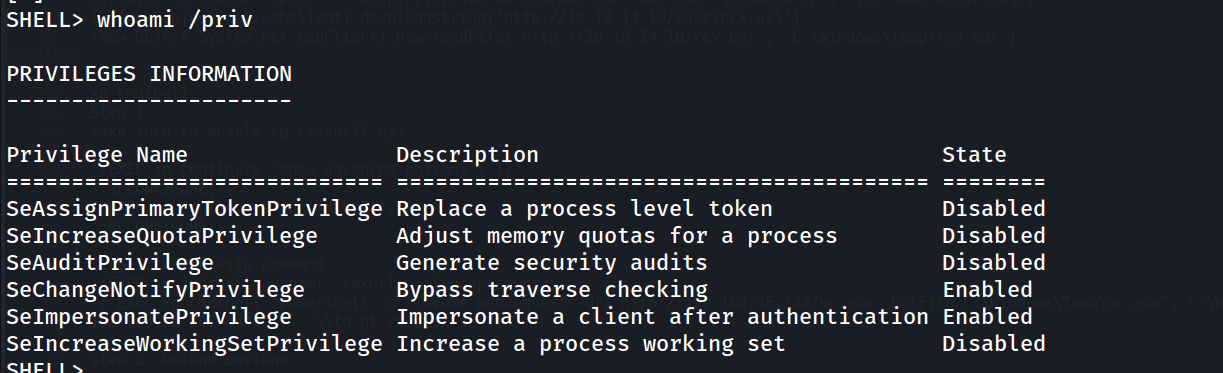 SHELL> whoami /priv
PRIVILEGES INFORMATION
----------------------
Privilege Name Description State
============================= ========================================= ========
SeAssignPrimaryTokenPrivilege Replace a process level token Disabled
SeIncreaseQuotaPrivilege Adjust memory quotas for a process Disabled
SeAuditPrivilege Generate security audits Disabled
SeChangeNotifyPrivilege Bypass traverse checking Enabled
SeImpersonatePrivilege Impersonate a client after authentication Enabled
SeIncreaseWorkingSetPrivilege Increase a process working set Disabled
SHELL>